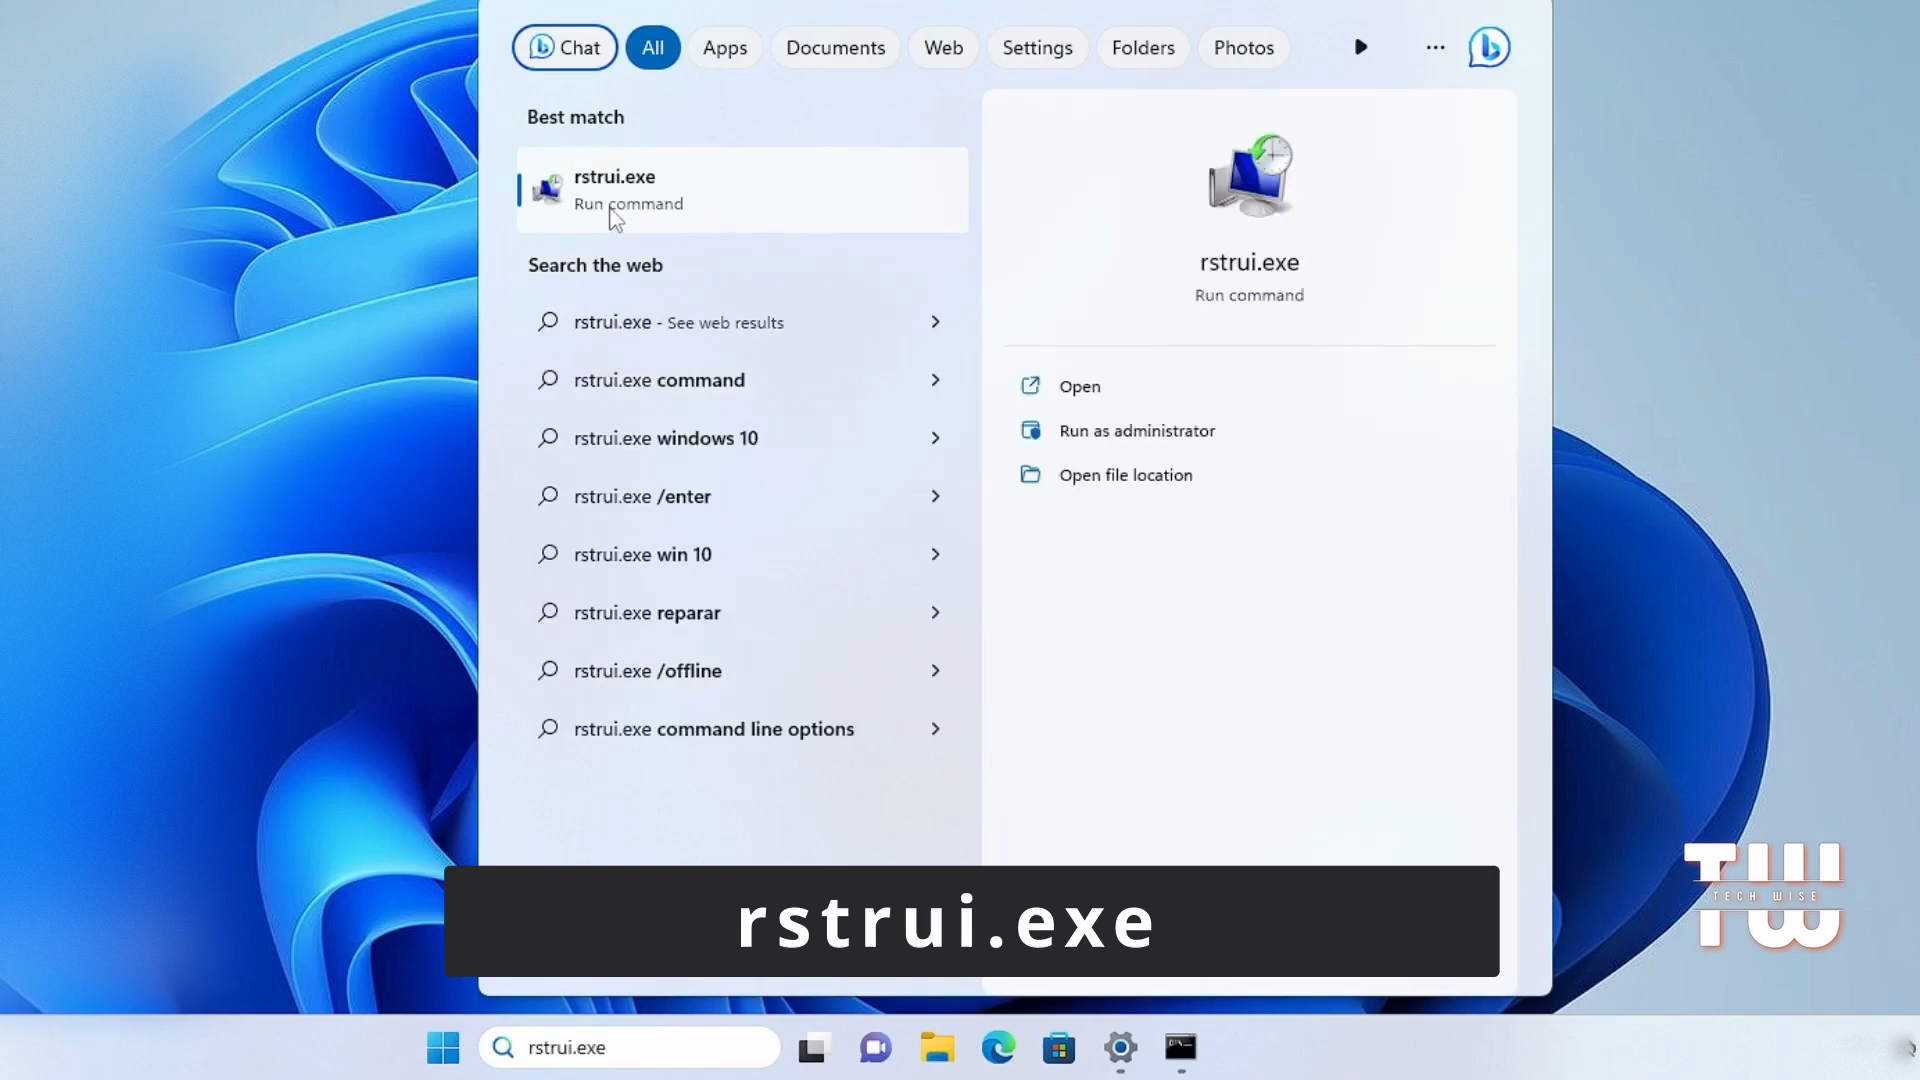 Chat
All
Apps
Documents
Web
Settings
Folders
Photos
Best match
rstrui.exe
Run command
Search the web
rstrui.exe - See web results
rstrui.exe command
rstrui.exe windows 10
rstrui.exe /enter
rstrui.exe win 10
rstrui.exe reparar
rstrui.exe /offline
rstrui.exe command line options
rstrui.exe
Run command
Open
Run as administrator
Open file location
rstrui.exe
TW
TECH WISE
rstrui.exe